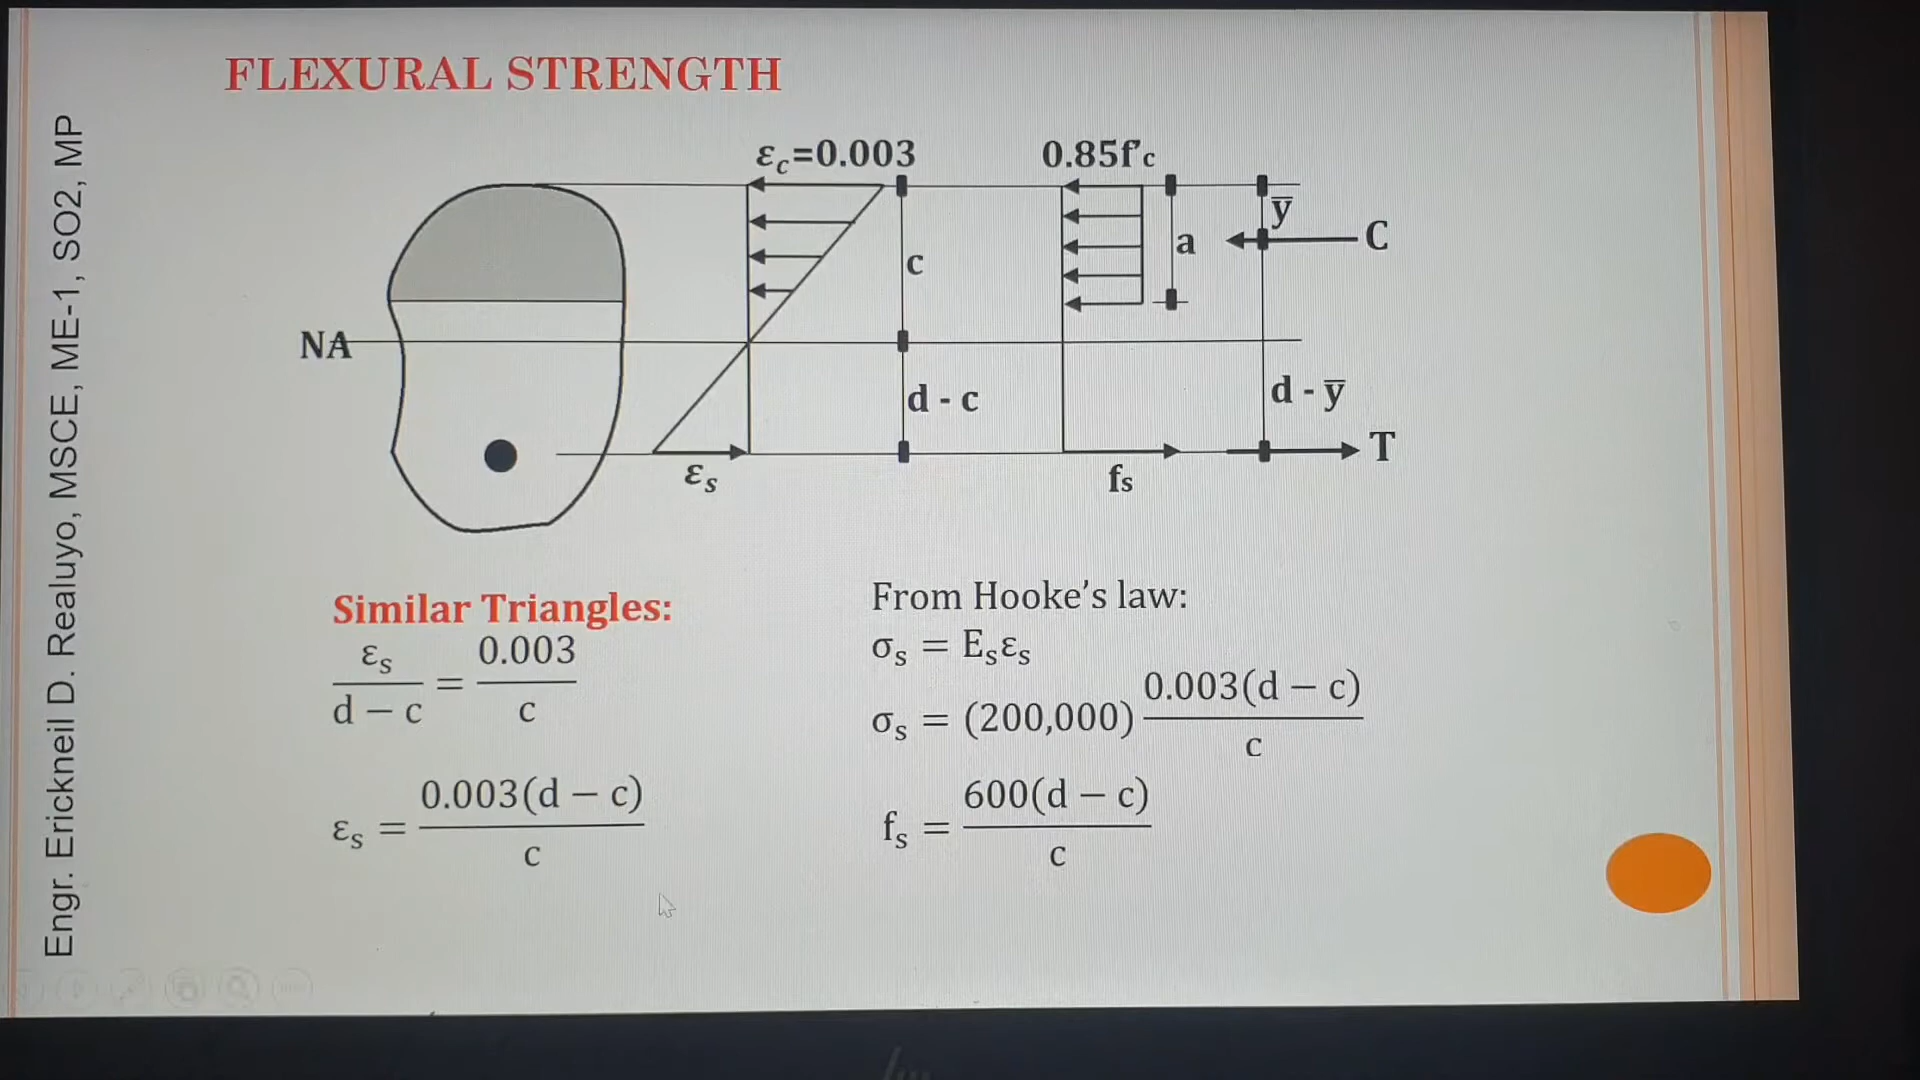 FLEXURAL STRENGTH
Engr. Erickneil D. Realuyo, MSCE, ME-1, SO2, MP
εc=0.003
0.85f'c
c
a
y̅
C
NA
d - c
d - y̅
T
εs
fs
Similar Triangles:
εs / (d − c) = 0.003 / c
εs = 0.003(d − c) / c
From Hooke's law:
σs = Esεs
σs = (200,000) 0.003(d − c) / c
fs = 600(d − c) / c